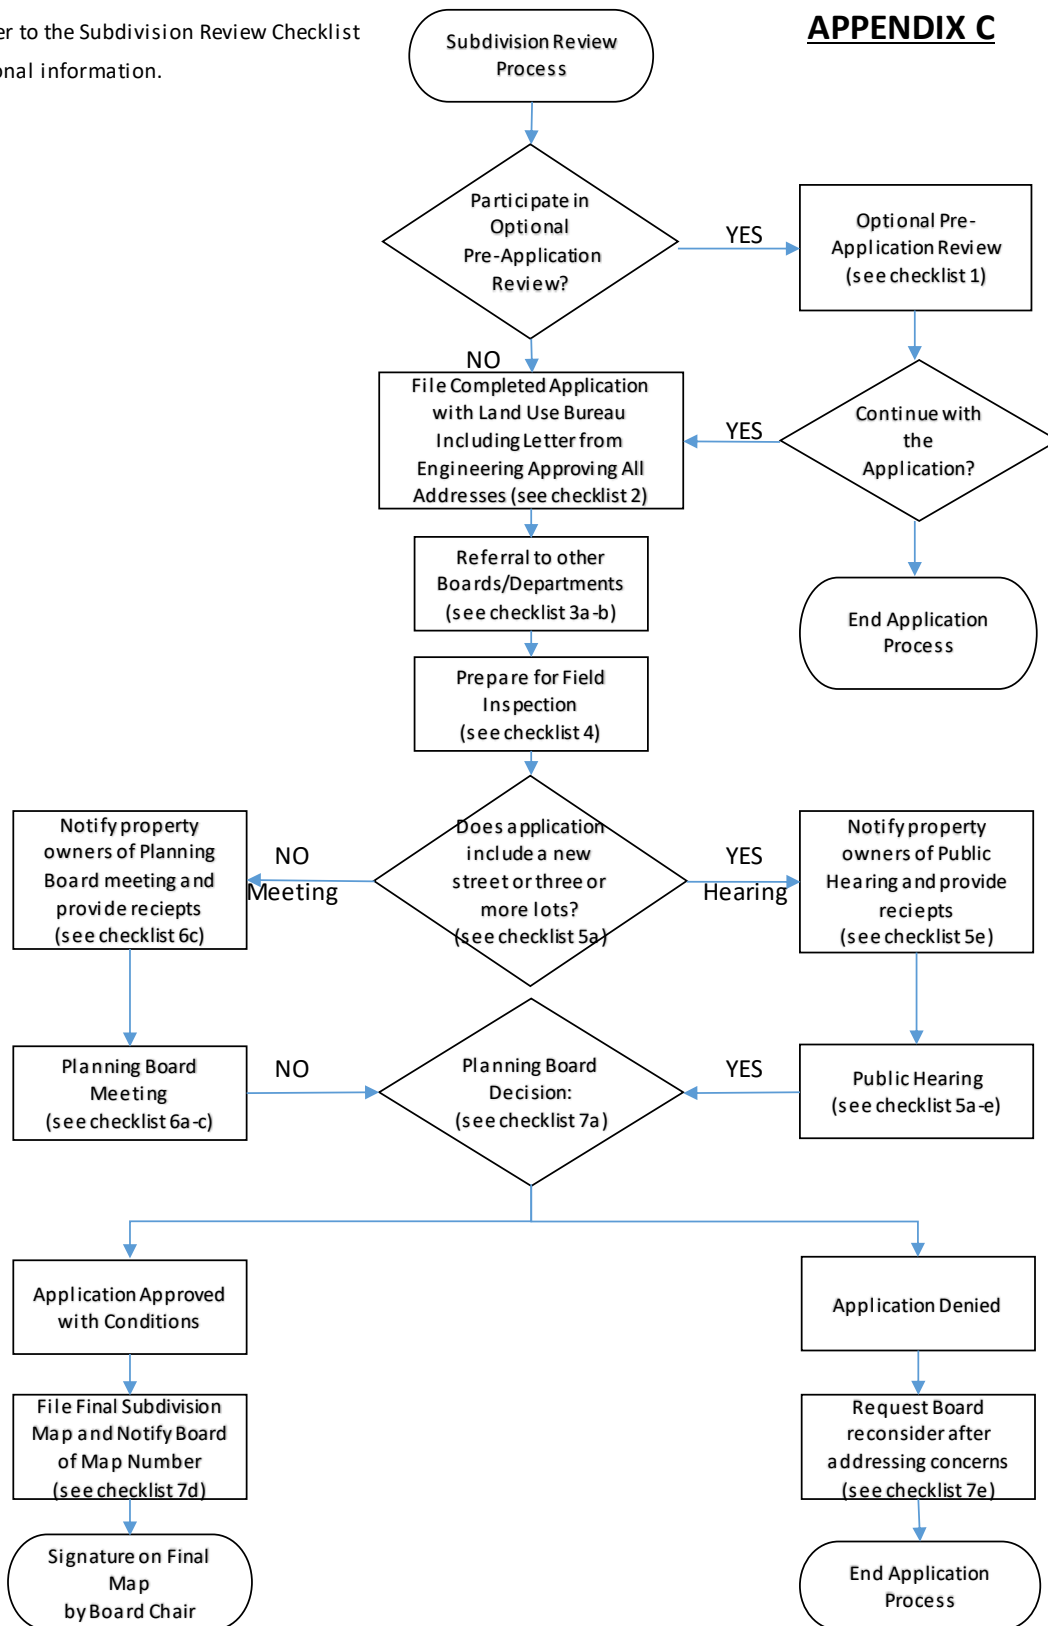 er to the Subdivision Review Checklist
onal information.
APPENDIX C
Subdivision Review
Process
Participate in
Optional
Pre-Application
Review?
YES
Optional Pre-
Application Review
(see checklist 1)
NO
File Completed Application
with Land Use Bureau
Including Letter from
Engineering Approving All
Addresses (see checklist 2)
YES
Continue with
the
Application?
Referral to other
Boards/Departments
(see checklist 3a-b)
End Application
Process
Prepare for Field
Inspection
(see checklist 4)
Notify property
owners of Planning
Board meeting and
provide reciepts
(see checklist 6c)
NO
Meeting
Does application
include a new
street or three or
more lots?
(see checklist 5a)
YES
Hearing
Notify property
owners of Public
Hearing and provide
reciepts
(see checklist 5e)
Planning Board
Meeting
(see checklist 6a-c)
NO
Planning Board
Decision:
(see checklist 7a)
YES
Public Hearing
(see checklist 5a-e)
Application Approved
with Conditions
Application Denied
File Final Subdivision
Map and Notify Board
of Map Number
(see checklist 7d)
Request Board
reconsider after
addressing concerns
(see checklist 7e)
Signature on Final
Map
by Board Chair
End Application
Process